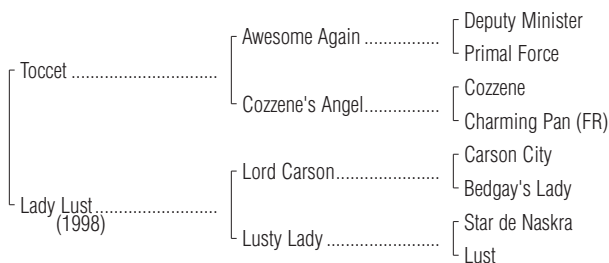 Deputy Minister
Awesome Again ................
Primal Force
Toccet ...............................
Cozzene
Cozzene's Angel................
Charming Pan (FR)
Carson City
Lord Carson......................
Bedgay's Lady
Lady Lust..........................
(1998)
Star de Naskra
Lusty Lady ........................
Lust